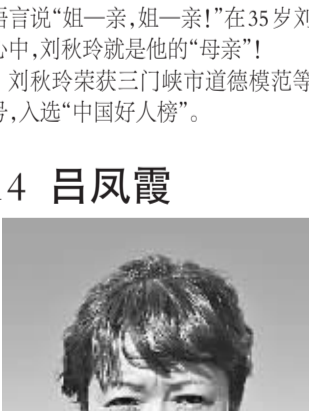 语言说“姐—亲，姐—亲！”在35岁刘
心中，刘秋玲就是他的“母亲”！
刘秋玲荣获三门峡市道德模范等
号，入选“中国好人榜”。
14 吕凤霞